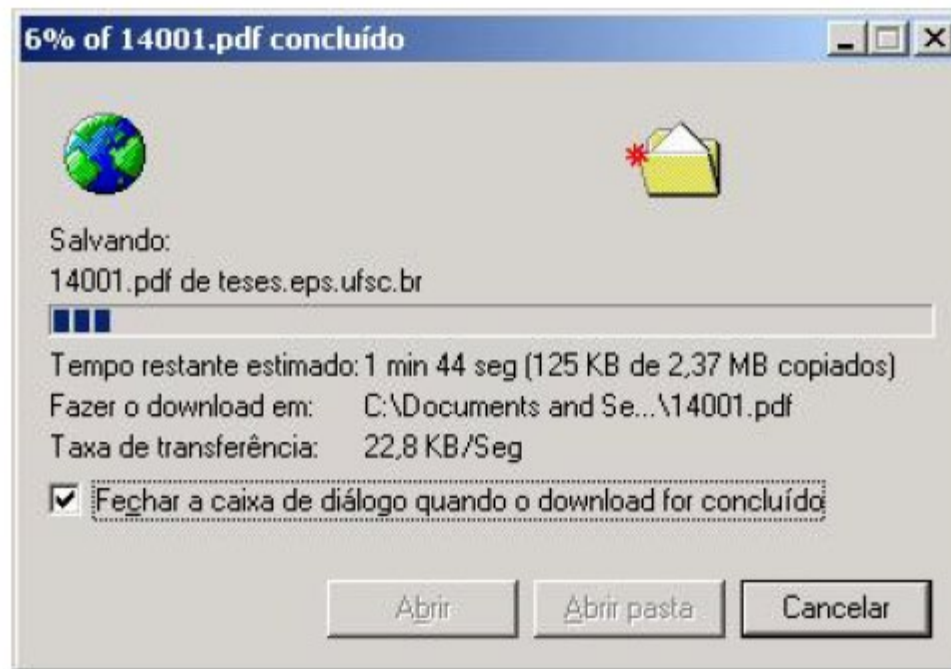 6% of 14001.pdf concluído
Salvando:
14001.pdf de teses.eps.ufsc.br
Tempo restante estimado: 1 min 44 seg (125 KB de 2,37 MB copiados)
Fazer o download em: C:\Documents and Se...\14001.pdf
Taxa de transferência: 22,8 KB/Seg
Fechar a caixa de diálogo quando o download for concluído
Abrir Abrir pasta Cancelar